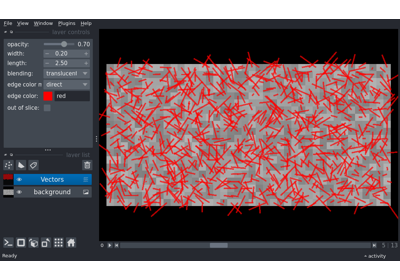 File View Window Plugins Help
layer controls
opacity: 0.70
width: 0.20
length: 2.50
blending: translucent
edge color m direct
edge color: red
out of slice:
layer list
Vectors
background
0
5 13
Ready
activity